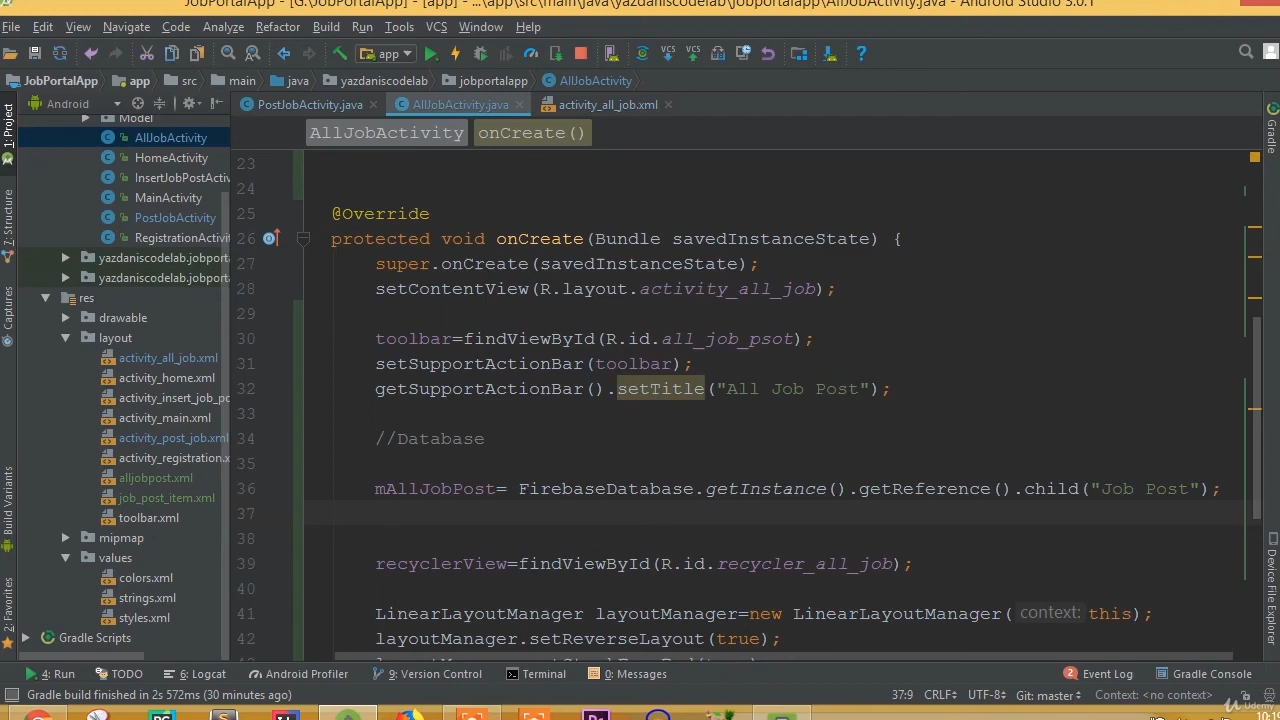 JobPortalApp - [G:\JobPortalApp] - [app] - ...\app\src\main\java\yazdaniscodelab\jobportalapp\AllJobActivity.java - Android Studio 3.0.1
File Edit View Navigate Code Analyze Refactor Build Run Tools VCS Window Help
app VCS VCS
JobPortalApp app src main java yazdaniscodelab jobportalapp AllJobActivity
Android PostJobActivity.java AllJobActivity.java activity_all_job.xml
1: Project
Z: Structure
Captures
Build Variants
2: Favorites
Model
AllJobActivity
HomeActivity
InsertJobPostActiv
MainActivity
PostJobActivity
RegistrationActivi
yazdaniscodelab.jobporta
yazdaniscodelab.jobporta
res
drawable
layout
activity_all_job.xml
activity_home.xml
activity_insert_job_po
activity_main.xml
activity_post_job.xml
activity_registration.x
alljobpost.xml
job_post_item.xml
toolbar.xml
mipmap
values
colors.xml
strings.xml
styles.xml
Gradle Scripts
AllJobActivity onCreate()
23
24
25 @Override
26 protected void onCreate(Bundle savedInstanceState) {
27 super.onCreate(savedInstanceState);
28 setContentView(R.layout.activity_all_job);
29
30 toolbar=findViewById(R.id.all_job_psot);
31 setSupportActionBar(toolbar);
32 getSupportActionBar().setTitle("All Job Post");
33
34 //Database
35
36 mAllJobPost= FirebaseDatabase.getInstance().getReference().child("Job Post");
37
38
39 recyclerView=findViewById(R.id.recycler_all_job);
40
41 LinearLayoutManager layoutManager=new LinearLayoutManager( context: this);
42 layoutManager.setReverseLayout(true);
Gradle
Device File Explorer
4: Run TODO 6: Logcat Android Profiler 9: Version Control Terminal 0: Messages 2 Event Log Gradle Console
Gradle build finished in 2s 572ms (30 minutes ago) 37:9 CRLF UTF-8 Git: master Context: <no context>
Udemy